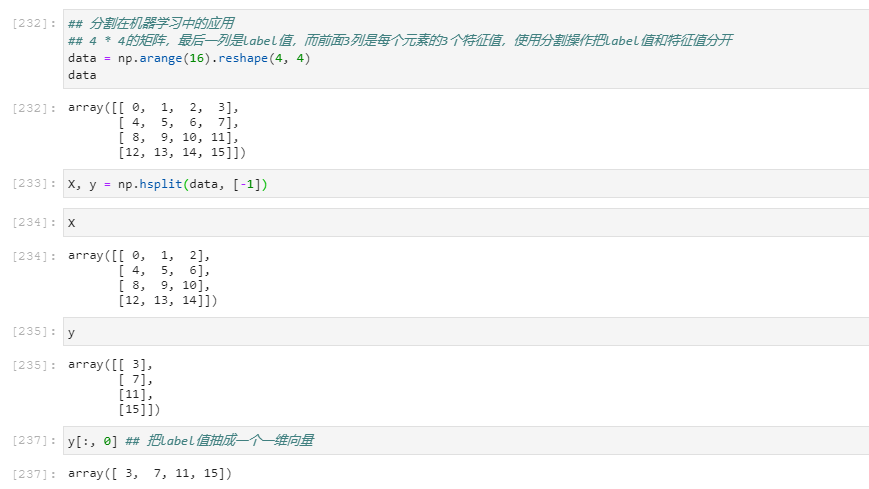 [232]: ## 分割在机器学习中的应用
## 4 * 4的矩阵，最后一列是label值，而前面3列是每个元素的3个特征值，使用分割操作把label值和特征值分开
data = np.arange(16).reshape(4, 4)
data
[232]: array([[ 0,  1,  2,  3],
       [ 4,  5,  6,  7],
       [ 8,  9, 10, 11],
       [12, 13, 14, 15]])
[233]: X, y = np.hsplit(data, [-1])
[234]: X
[234]: array([[ 0,  1,  2],
       [ 4,  5,  6],
       [ 8,  9, 10],
       [12, 13, 14]])
[235]: y
[235]: array([[ 3],
       [ 7],
       [11],
       [15]])
[237]: y[:, 0] ## 把label值抽成一个一维向量
[237]: array([ 3,  7, 11, 15])